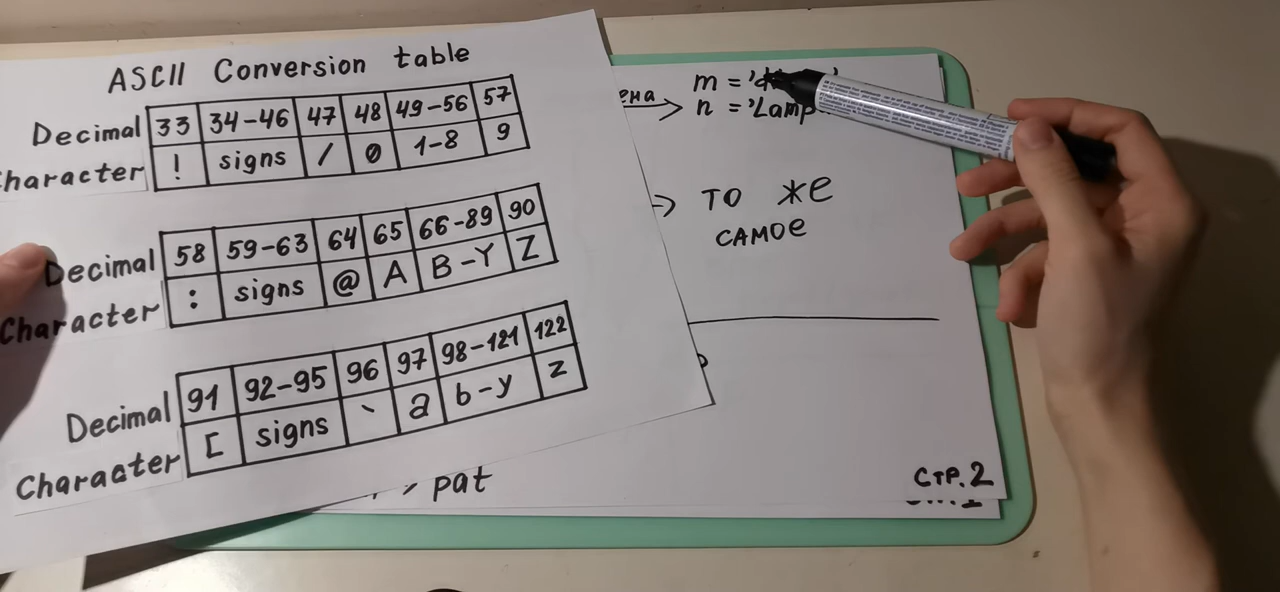 ASCII Conversion table
Decimal 33 34-46 47 48 49-56 57
Character ! signs / 0 1-8 9
Decimal 58 59-63 64 65 66-89 90
Character : signs @ A B-Y Z
Decimal 91 92-95 96 97 98-121 122
Character [ signs ` a b-y z
m =
n = 'Lamp
ТО ЖЕ
САМОЕ
pat
СТР.2